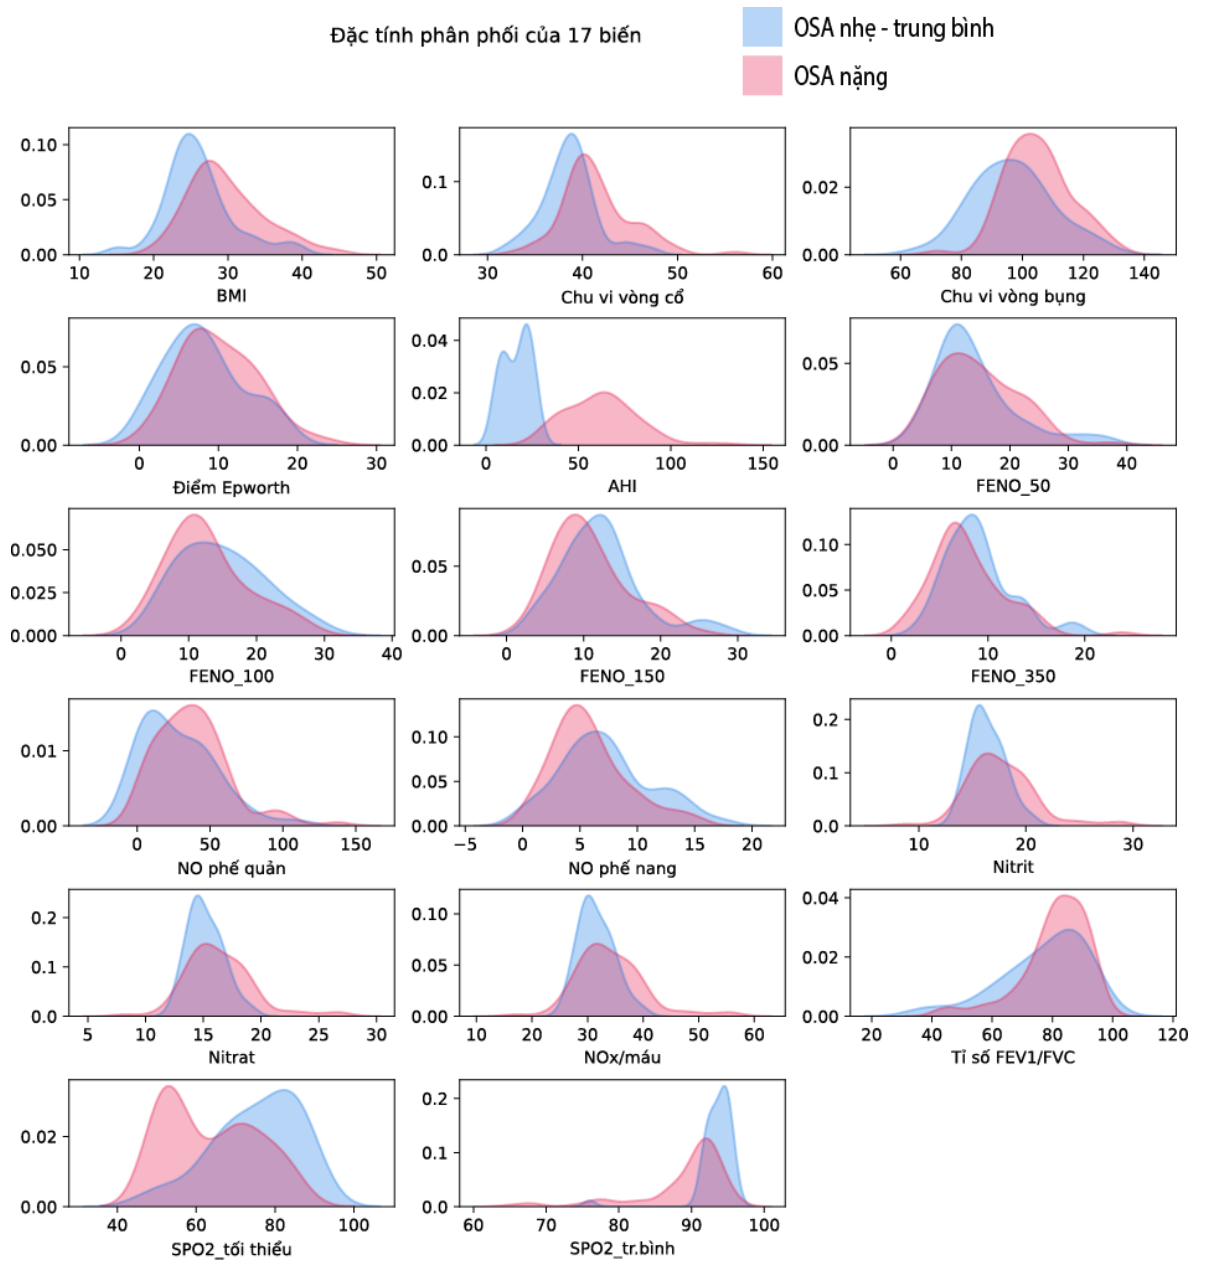 Đặc tính phân phối của 17 biến
OSA nhẹ - trung bình
OSA nặng
0.10
0.05
0.00
10 20 30 40 50
BMI
0.1
0.0
30 40 50 60
Chu vi vòng cổ
0.02
0.00
60 80 100 120 140
Chu vi vòng bụng
0.05
0.00
0 10 20 30
Điểm Epworth
0.04
0.02
0.00
0 50 100 150
AHI
0.05
0.00
0 10 20 30 40
FENO_50
0.050
0.025
0.000
0 10 20 30 40
FENO_100
0.05
0.00
0 10 20 30
FENO_150
0.10
0.05
0.00
0 10 20
FENO_350
0.01
0.00
0 50 100 150
NO phế quản
0.10
0.05
0.00
−5 0 5 10 15 20
NO phế nang
0.2
0.1
0.0
10 20 30
Nitrit
0.2
0.1
0.0
5 10 15 20 25 30
Nitrat
0.10
0.05
0.00
10 20 30 40 50 60
NOx/máu
0.04
0.02
0.00
20 40 60 80 100 120
Tỉ số FEV1/FVC
0.02
0.00
40 60 80 100
SPO2_tối thiểu
0.2
0.1
0.0
60 70 80 90 100
SPO2_tr.bình